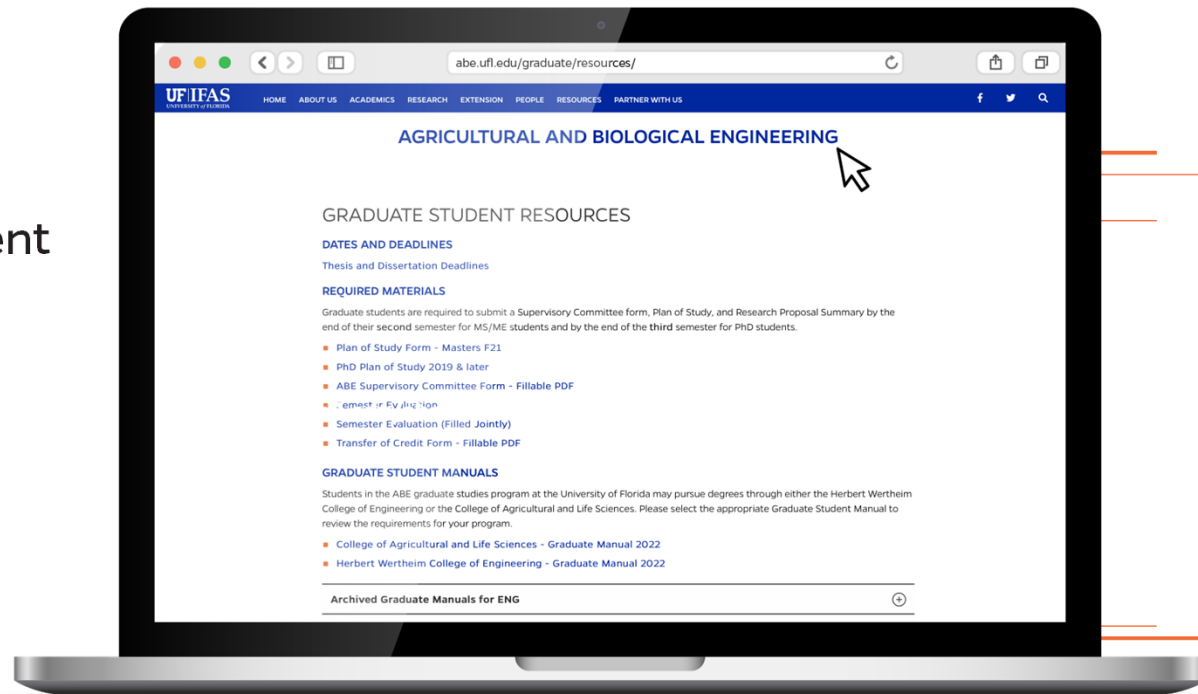 ent
abe.ufl.edu/graduate/resources/
UF IFAS
UNIVERSITY of FLORIDA
HOME ABOUT US ACADEMICS RESEARCH EXTENSION PEOPLE RESOURCES PARTNER WITH US
AGRICULTURAL AND BIOLOGICAL ENGINEERING
GRADUATE STUDENT RESOURCES
DATES AND DEADLINES
Thesis and Dissertation Deadlines
REQUIRED MATERIALS
Graduate students are required to submit a Supervisory Committee form, Plan of Study, and Research Proposal Summary by the
end of their second semester for MS/ME students and by the end of the third semester for PhD students.
Plan of Study Form - Masters F21
PhD Plan of Study 2019 & later
ABE Supervisory Committee Form - Fillable PDF
Semester Evaluation
Semester Evaluation (Filled Jointly)
Transfer of Credit Form - Fillable PDF
GRADUATE STUDENT MANUALS
Students in the ABE graduate studies program at the University of Florida may pursue degrees through either the Herbert Wertheim
College of Engineering or the College of Agricultural and Life Sciences. Please select the appropriate Graduate Student Manual to
review the requirements for your program.
College of Agricultural and Life Sciences - Graduate Manual 2022
Herbert Wertheim College of Engineering - Graduate Manual 2022
Archived Graduate Manuals for ENG